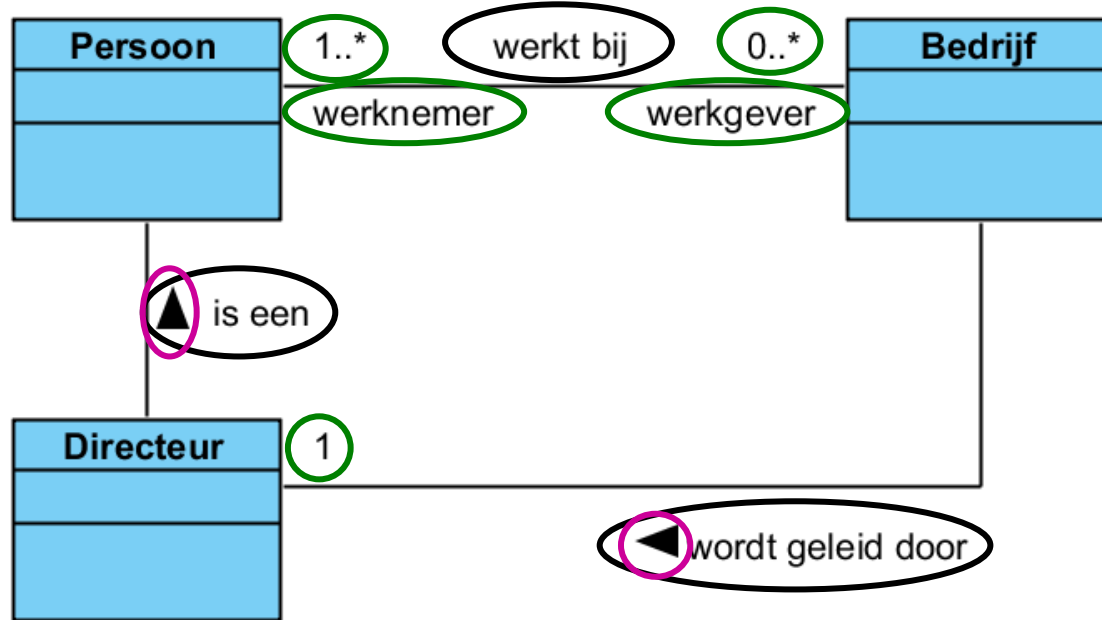 Persoon 1..* werkt bij 0..* Bedrijf
werknemer werkgever
is een
Directeur 1
wordt geleid door